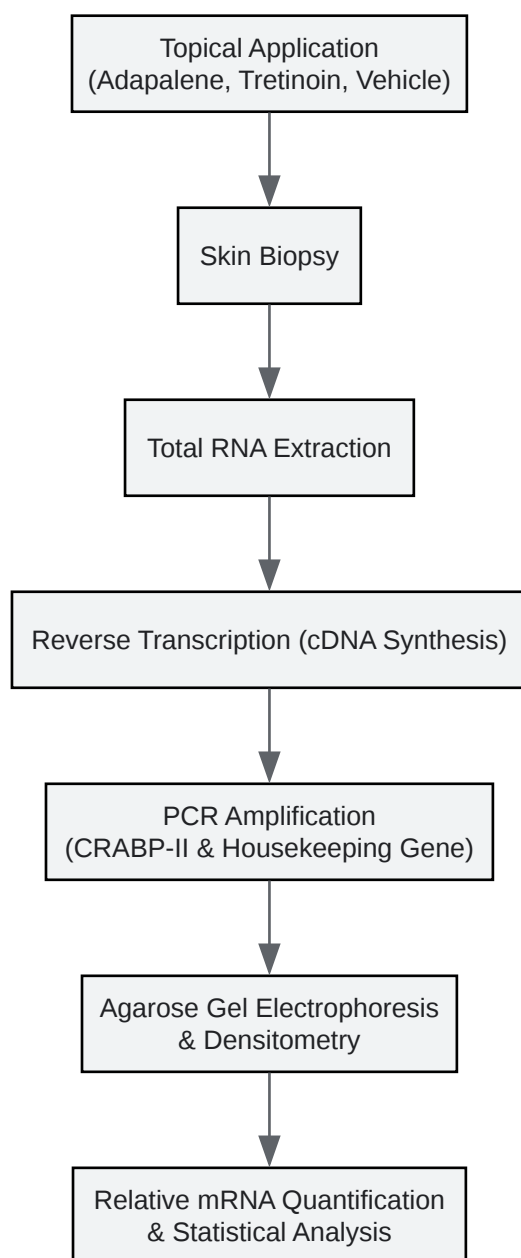 Topical Application
(Adapalene, Tretinoin, Vehicle)
Skin Biopsy
Total RNA Extraction
Reverse Transcription (cDNA Synthesis)
PCR Amplification
(CRABP-II & Housekeeping Gene)
Agarose Gel Electrophoresis
& Densitometry
Relative mRNA Quantification
& Statistical Analysis